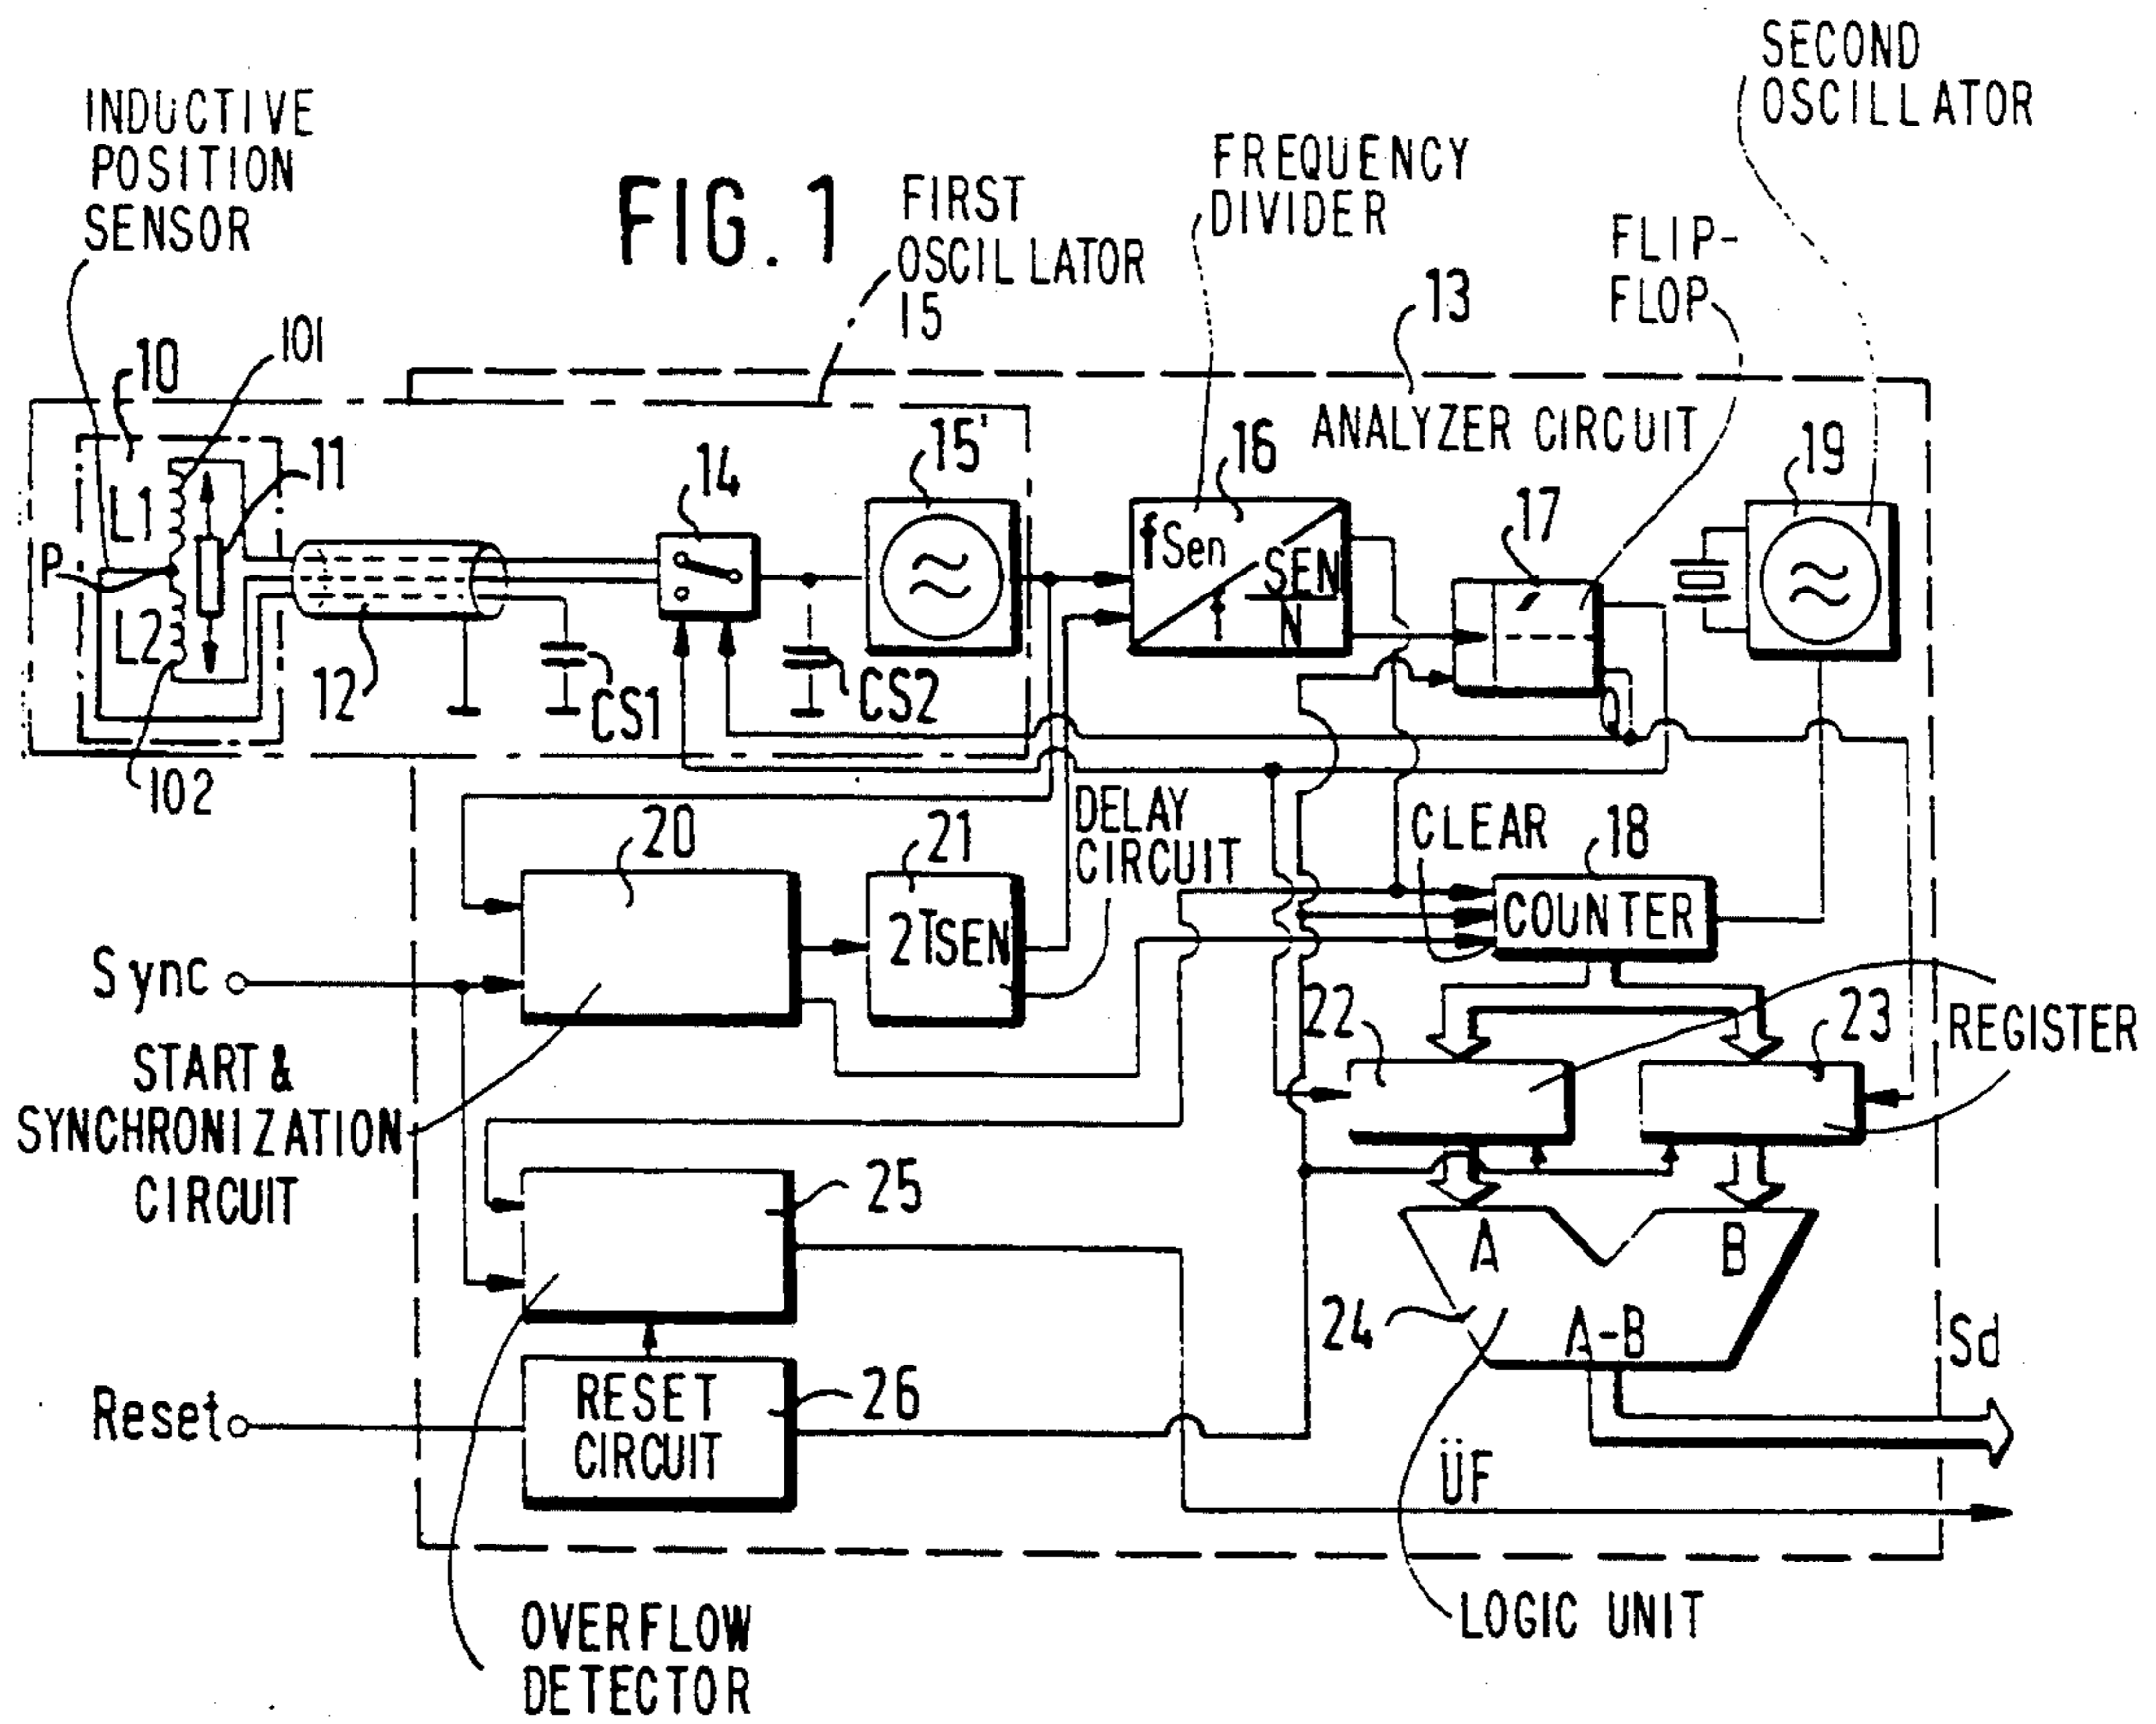 SECOND
OSCILLATOR
INDUCTIVE
POSITION
SENSOR
FIG. 1
FIRST
OSCILLATOR
15
FREQUENCY
DIVIDER
FLIP-
FLOP
13
ANALYZER CIRCUIT
10
101
11
L1
P
L2
12
102
14
15'
CS1
CS2
16
fSen
f SEN
N
17
19
20
21
2TSEN
DELAY
CIRCUIT
CLEAR
18
COUNTER
Sync
START &
SYNCHRONIZATION
CIRCUIT
22
23
REGISTER
25
A
B
24
A-B
Sd
Reset
RESET
CIRCUIT
26
ÜF
LOGIC UNIT
OVERFLOW
DETECTOR